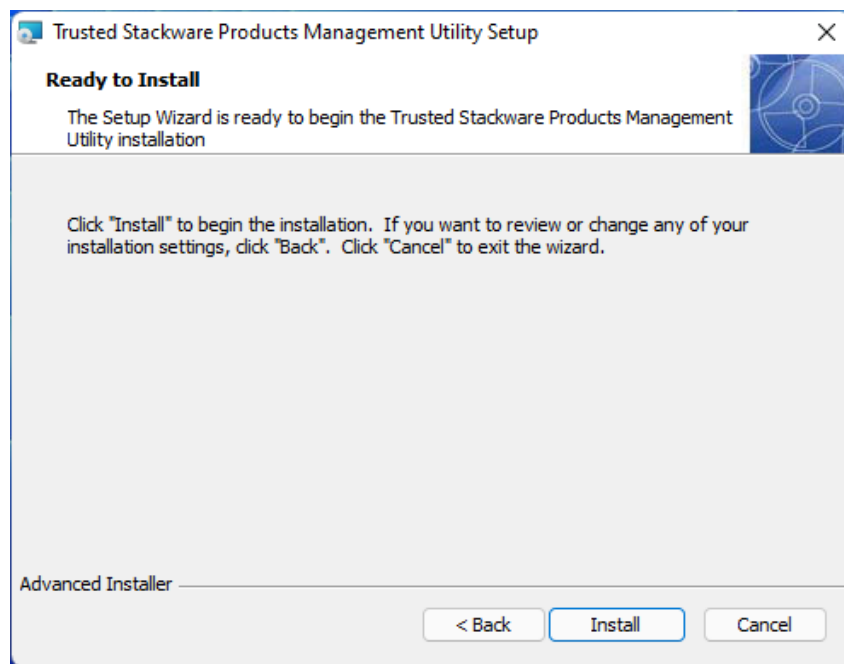 Trusted Stackware Products Management Utility Setup
Ready to Install
The Setup Wizard is ready to begin the Trusted Stackware Products Management
Utility installation
Click "Install" to begin the installation. If you want to review or change any of your
installation settings, click "Back". Click "Cancel" to exit the wizard.
Advanced Installer
< Back Install Cancel